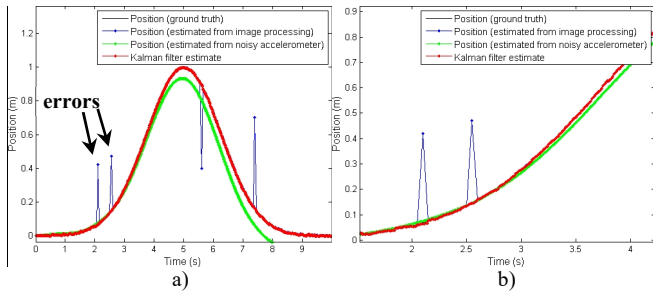 Position (ground truth)
Position (estimated from image processing)
Position (estimated from noisy accelerometer)
Kalman filter estimate
errors
Position (m)
1.2
1
0.8
0.6
0.4
0.2
0
0 1 2 3 4 5 6 7 8 9
Time (s)
a)
Position (ground truth)
Position (estimated from image processing)
Position (estimated from noisy accelerometer)
Kalman filter estimate
Position (m)
0.9
0.8
0.7
0.6
0.5
0.4
0.3
0.2
0.1
0
2 2.5 3 3.5 4
Time (s)
b)